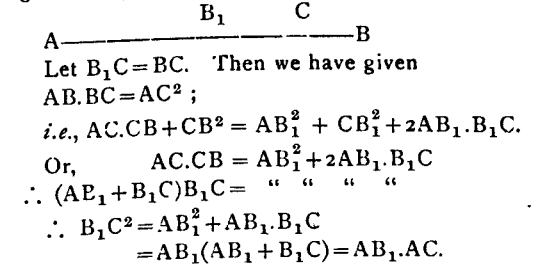 B₁ C
A B
Let B₁C=BC. Then we have given
AB.BC=AC² ;
i.e., AC.CB+CB² = AB₁² + CB₁²+2AB₁.B₁C.
Or, AC.CB = AB₁²+2AB₁.B₁C
∴ (AB₁+B₁C)B₁C= “ “ “ “
∴ B₁C²=AB₁²+AB₁.B₁C
=AB₁(AB₁+B₁C)=AB₁.AC.